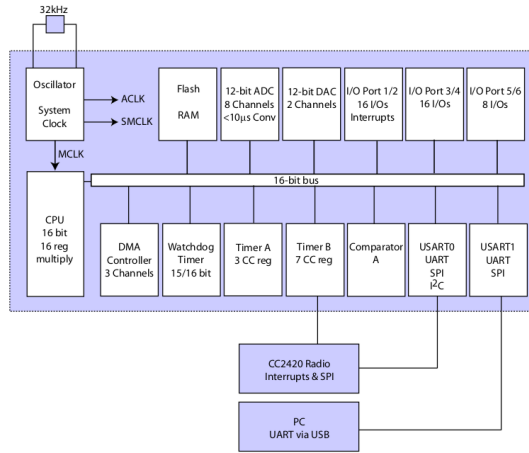 32kHz
Oscillator
System
Clock
ACLK
SMCLK
MCLK
Flash
RAM
12-bit ADC
8 Channels
<10μs Conv
12-bit DAC
2 Channels
I/O Port 1/2
16 I/Os
Interrupts
I/O Port 3/4
16 I/Os
I/O Port 5/6
8 I/Os
16-bit bus
CPU
16 bit
16 reg
multiply
DMA
Controller
3 Channels
Watchdog
Timer
15/16 bit
Timer A
3 CC reg
Timer B
7 CC reg
Comparator
A
USART0
UART
SPI
I²C
USART1
UART
SPI
CC2420 Radio
Interrupts & SPI
PC
UART via USB